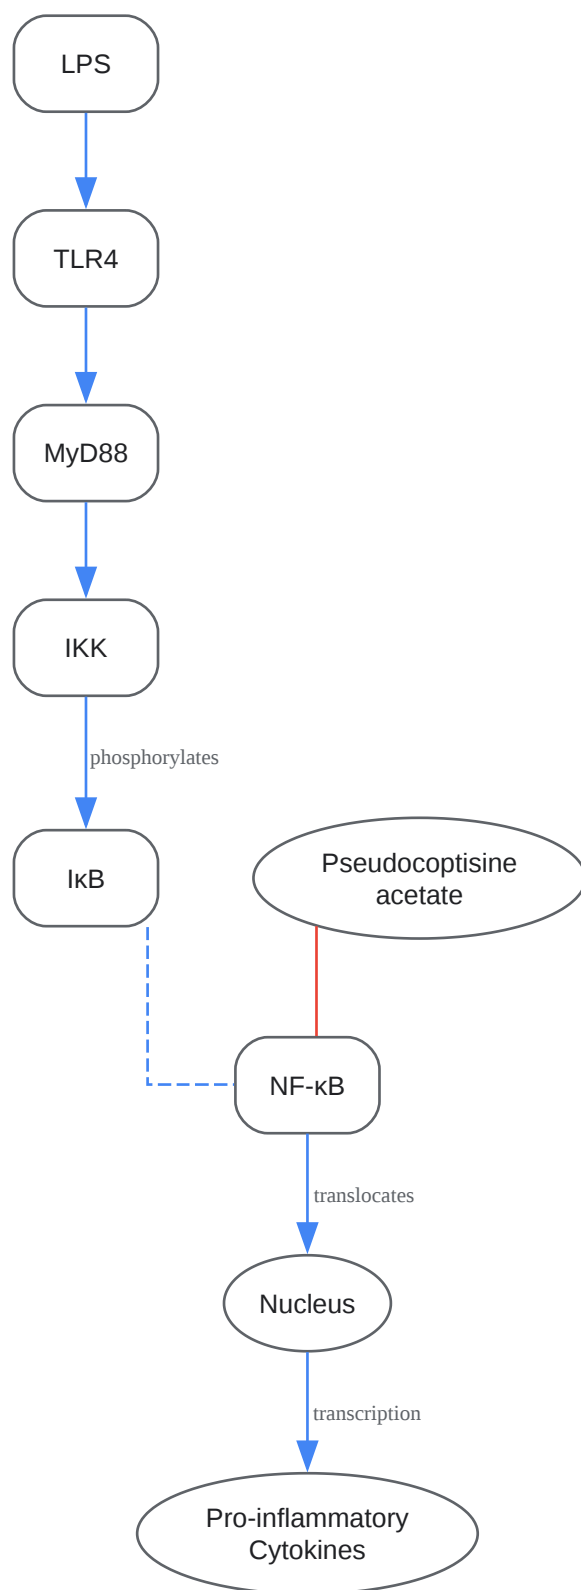 LPS
TLR4
MyD88
IKK
phosphorylates
IκB
Pseudocoptisine
acetate
NF-κB
translocates
Nucleus
transcription
Pro-inflammatory
Cytokines